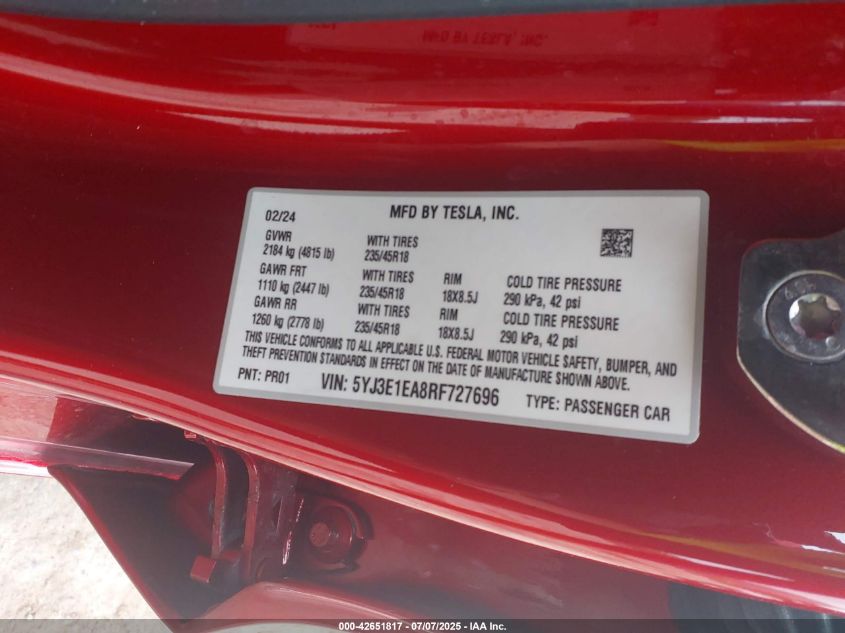 MFD BY TESLA, INC.
02/24
MFD BY TESLA, INC.
GVWR
2184 kg (4815 lb)
WITH TIRES
235/45R18
GAWR FRT
1110 kg (2447 lb)
WITH TIRES
235/45R18
RIM
18X8.5J
COLD TIRE PRESSURE
290 kPa, 42 psi
GAWR RR
1260 kg (2778 lb)
WITH TIRES
235/45R18
RIM
18X8.5J
COLD TIRE PRESSURE
290 kPa, 42 psi
THIS VEHICLE CONFORMS TO ALL APPLICABLE U.S. FEDERAL MOTOR VEHICLE SAFETY, BUMPER, AND
THEFT PREVENTION STANDARDS IN EFFECT ON THE DATE OF MANUFACTURE SHOWN ABOVE.
PNT: PR01 VIN: 5YJ3E1EA8RF727696 TYPE: PASSENGER CAR
000-42651817 - 07/07/2025 - IAA Inc.